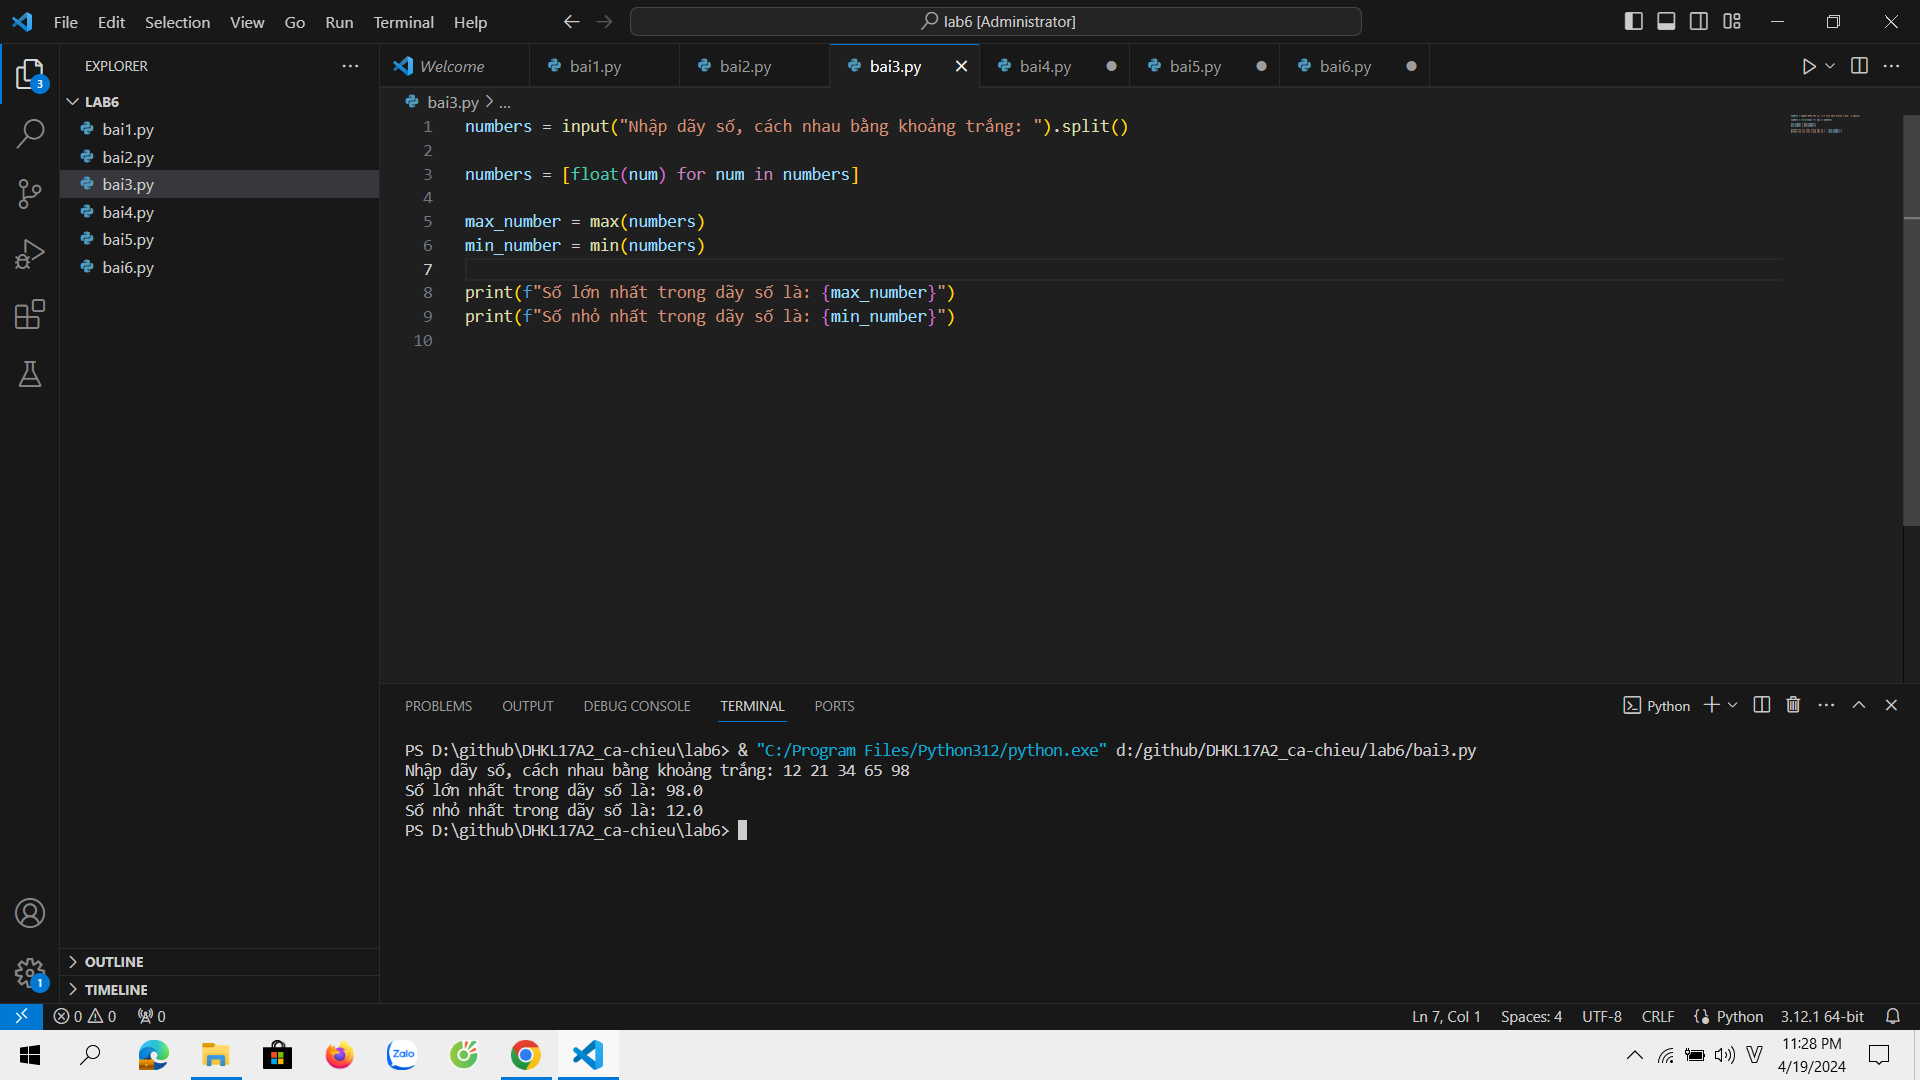 File Edit Selection View Go Run Terminal Help
lab6 [Administrator]
EXPLORER
3
LAB6
bai1.py
bai2.py
bai3.py
bai4.py
bai5.py
bai6.py
OUTLINE
TIMELINE
1
Welcome bai1.py bai2.py bai3.py bai4.py bai5.py bai6.py
bai3.py > ...
1 numbers = input("Nhập dãy số, cách nhau bằng khoảng trắng: ").split()
2
3 numbers = [float(num) for num in numbers]
4
5 max_number = max(numbers)
6 min_number = min(numbers)
7
8 print(f"Số lớn nhất trong dãy số là: {max_number}")
9 print(f"Số nhỏ nhất trong dãy số là: {min_number}")
10
PROBLEMS OUTPUT DEBUG CONSOLE TERMINAL PORTS
Python
PS D:\github\DHKL17A2_ca-chieu\lab6> & "C:/Program Files/Python312/python.exe" d:/github/DHKL17A2_ca-chieu/lab6/bai3.py
Nhập dãy số, cách nhau bằng khoảng trắng: 12 21 34 65 98
Số lớn nhất trong dãy số là: 98.0
Số nhỏ nhất trong dãy số là: 12.0
PS D:\github\DHKL17A2_ca-chieu\lab6>
0 0 0
Ln 7, Col 1 Spaces: 4 UTF-8 CRLF Python 3.12.1 64-bit
Zalo
V
11:28 PM
4/19/2024